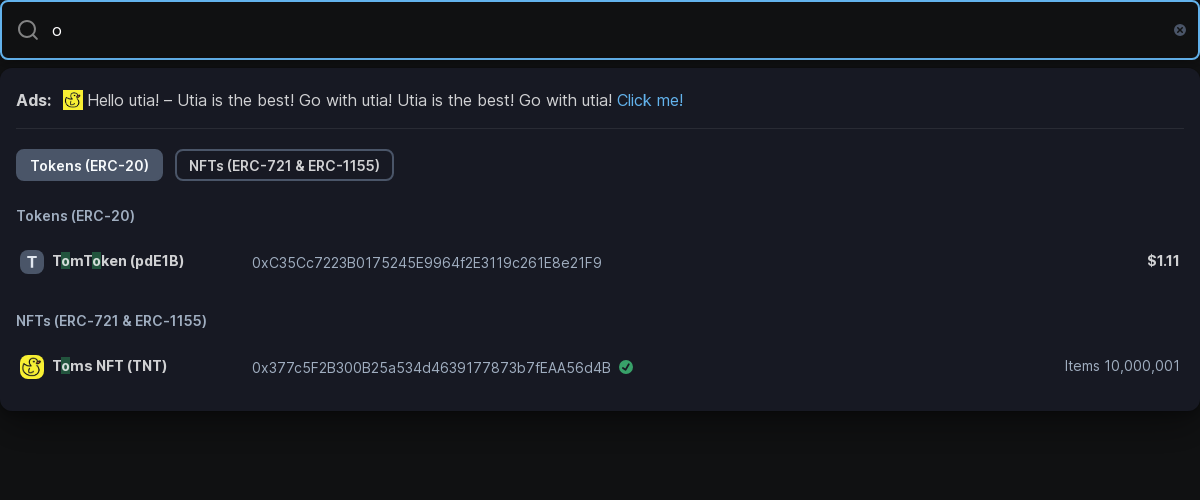 o
Ads: Hello utia! – Utia is the best! Go with utia! Utia is the best! Go with utia! Click me!
Tokens (ERC-20) NFTs (ERC-721 & ERC-1155)
Tokens (ERC-20)
T TomToken (pdE1B) 0xC35Cc7223B0175245E9964f2E3119c261E8e21F9 $1.11
NFTs (ERC-721 & ERC-1155)
Toms NFT (TNT) 0x377c5F2B300B25a534d4639177873b7fEAA56d4B Items 10,000,001